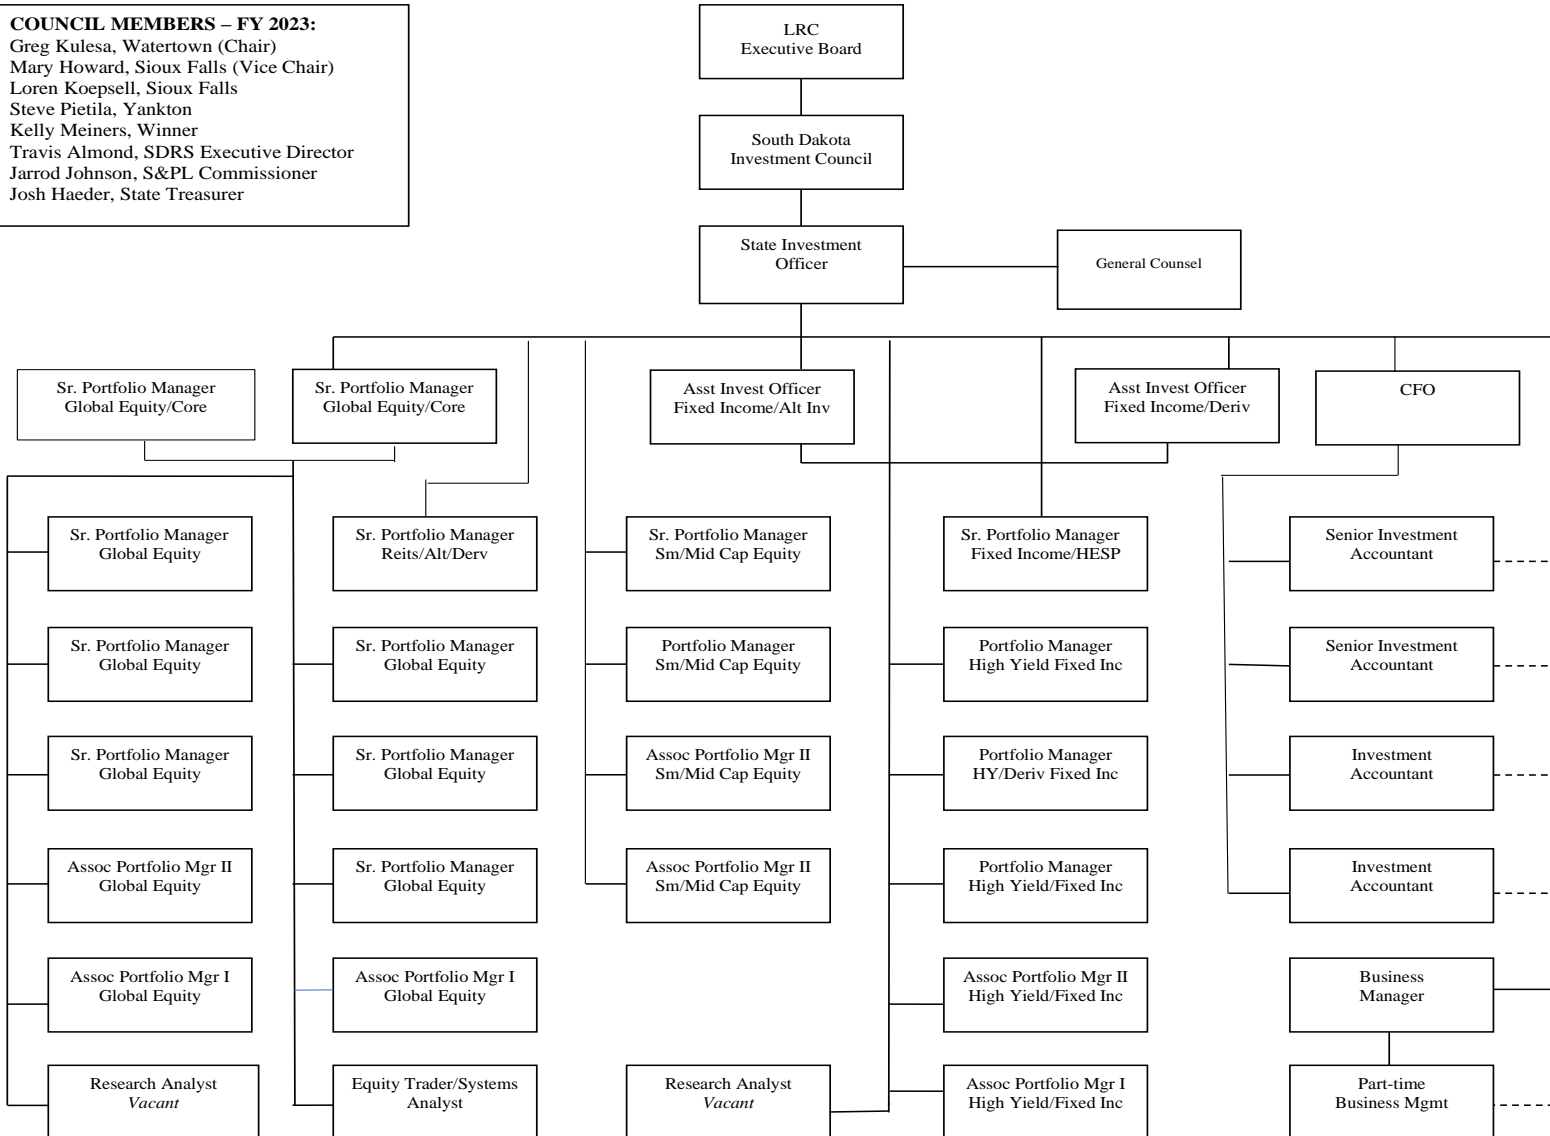 COUNCIL MEMBERS – FY 2023:
Greg Kulesa, Watertown (Chair)
Mary Howard, Sioux Falls (Vice Chair)
Loren Koepsell, Sioux Falls
Steve Pietila, Yankton
Kelly Meiners, Winner
Travis Almond, SDRS Executive Director
Jarrod Johnson, S&PL Commissioner
Josh Haeder, State Treasurer
LRC
Executive Board
South Dakota
Investment Council
State Investment
Officer
General Counsel
Sr. Portfolio Manager
Global Equity/Core
Sr. Portfolio Manager
Global Equity/Core
Asst Invest Officer
Fixed Income/Alt Inv
Asst Invest Officer
Fixed Income/Deriv
CFO
Sr. Portfolio Manager
Global Equity
Sr. Portfolio Manager
Reits/Alt/Derv
Sr. Portfolio Manager
Sm/Mid Cap Equity
Sr. Portfolio Manager
Fixed Income/HESP
Senior Investment
Accountant
Sr. Portfolio Manager
Global Equity
Sr. Portfolio Manager
Global Equity
Portfolio Manager
Sm/Mid Cap Equity
Portfolio Manager
High Yield Fixed Inc
Senior Investment
Accountant
Sr. Portfolio Manager
Global Equity
Sr. Portfolio Manager
Global Equity
Assoc Portfolio Mgr II
Sm/Mid Cap Equity
Portfolio Manager
HY/Deriv Fixed Inc
Investment
Accountant
Assoc Portfolio Mgr II
Global Equity
Sr. Portfolio Manager
Global Equity
Assoc Portfolio Mgr II
Sm/Mid Cap Equity
Portfolio Manager
High Yield/Fixed Inc
Investment
Accountant
Assoc Portfolio Mgr I
Global Equity
Assoc Portfolio Mgr I
Global Equity
Assoc Portfolio Mgr II
High Yield/Fixed Inc
Business
Manager
Research Analyst
Vacant
Equity Trader/Systems
Analyst
Research Analyst
Vacant
Assoc Portfolio Mgr I
High Yield/Fixed Inc
Part-time
Business Mgmt